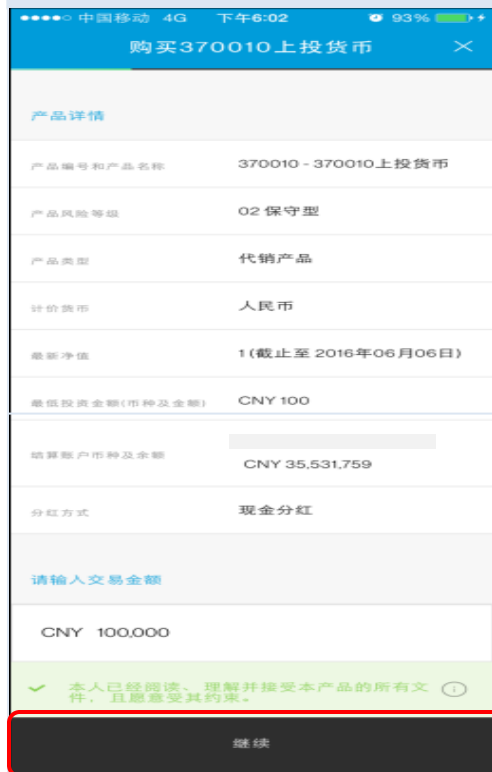 中国移动 4G 下午6:02 93%
购买370010上投货币
产品详情
产品编号和产品名称 370010 - 370010上投货币
产品风险等级 02 保守型
产品类型 代销产品
计价货币 人民币
最新净值 1 (截止至 2016年06月06日)
最低投资金额(币种及金额) CNY 100
结算账户币种及余额 CNY 35,531,759
分红方式 现金分红
请输入交易金额
CNY 100,000
本人已经阅读、理解并接受本产品的所有文
件，且愿意受其约束。
继续